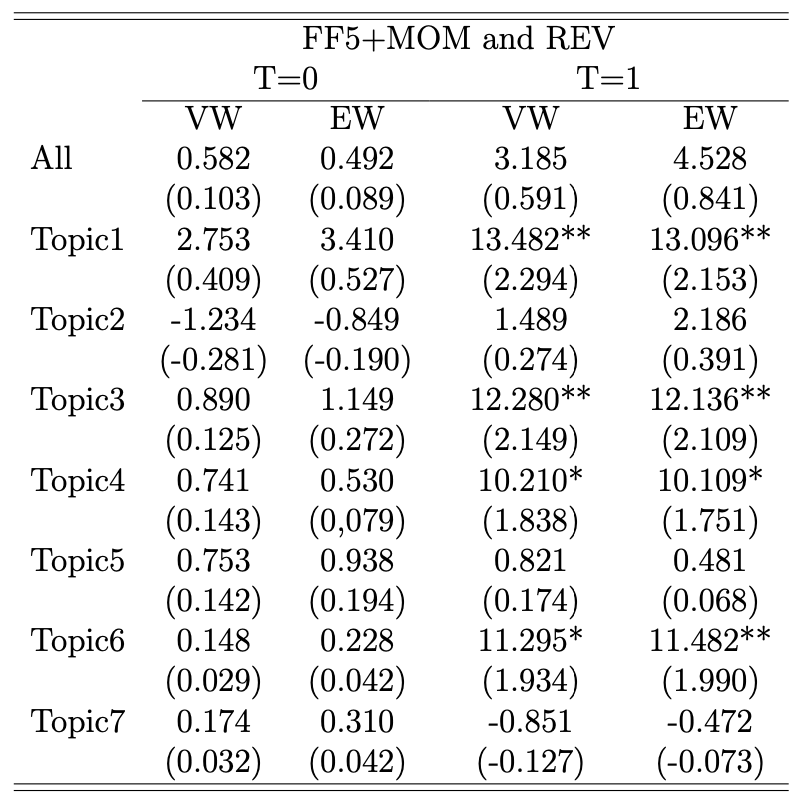 FF5+MOM and REV
T=0 T=1
VW EW VW EW
All 0.582 0.492 3.185 4.528
(0.103) (0.089) (0.591) (0.841)
Topic1 2.753 3.410 13.482** 13.096**
(0.409) (0.527) (2.294) (2.153)
Topic2 -1.234 -0.849 1.489 2.186
(-0.281) (-0.190) (0.274) (0.391)
Topic3 0.890 1.149 12.280** 12.136**
(0.125) (0.272) (2.149) (2.109)
Topic4 0.741 0.530 10.210* 10.109*
(0.143) (0,079) (1.838) (1.751)
Topic5 0.753 0.938 0.821 0.481
(0.142) (0.194) (0.174) (0.068)
Topic6 0.148 0.228 11.295* 11.482**
(0.029) (0.042) (1.934) (1.990)
Topic7 0.174 0.310 -0.851 -0.472
(0.032) (0.042) (-0.127) (-0.073)